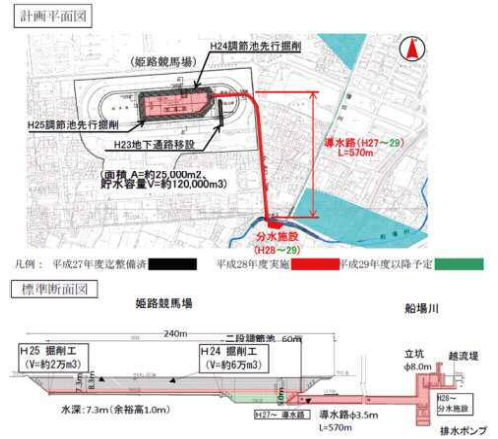 計画平面図
H24調節池先行掘削
(姫路競馬場)
H25調節池先行掘削
H23地下通路移設
導水路(H27～29)
L=570m
(面積 A=約25,000m2、
貯水容量V=約120,000m3)
分水施設
(H28～29)
凡例： 平成27年度迄整備済 平成28年度実施 平成29年度以降予定
標準断面図
姫路競馬場
船場川
240m
二段調節池 60m
H25 掘削工
(V=約2万m3)
H24 掘削工
(V=約6万m3)
立坑
φ8.0m
越流堤
7.3m
8.3m
5.0m
水深：7.3m(余裕高1.0m)
H27～ 導水路
導水路φ3.5m
L=570m
H28～
分水施設
排水ポンプ